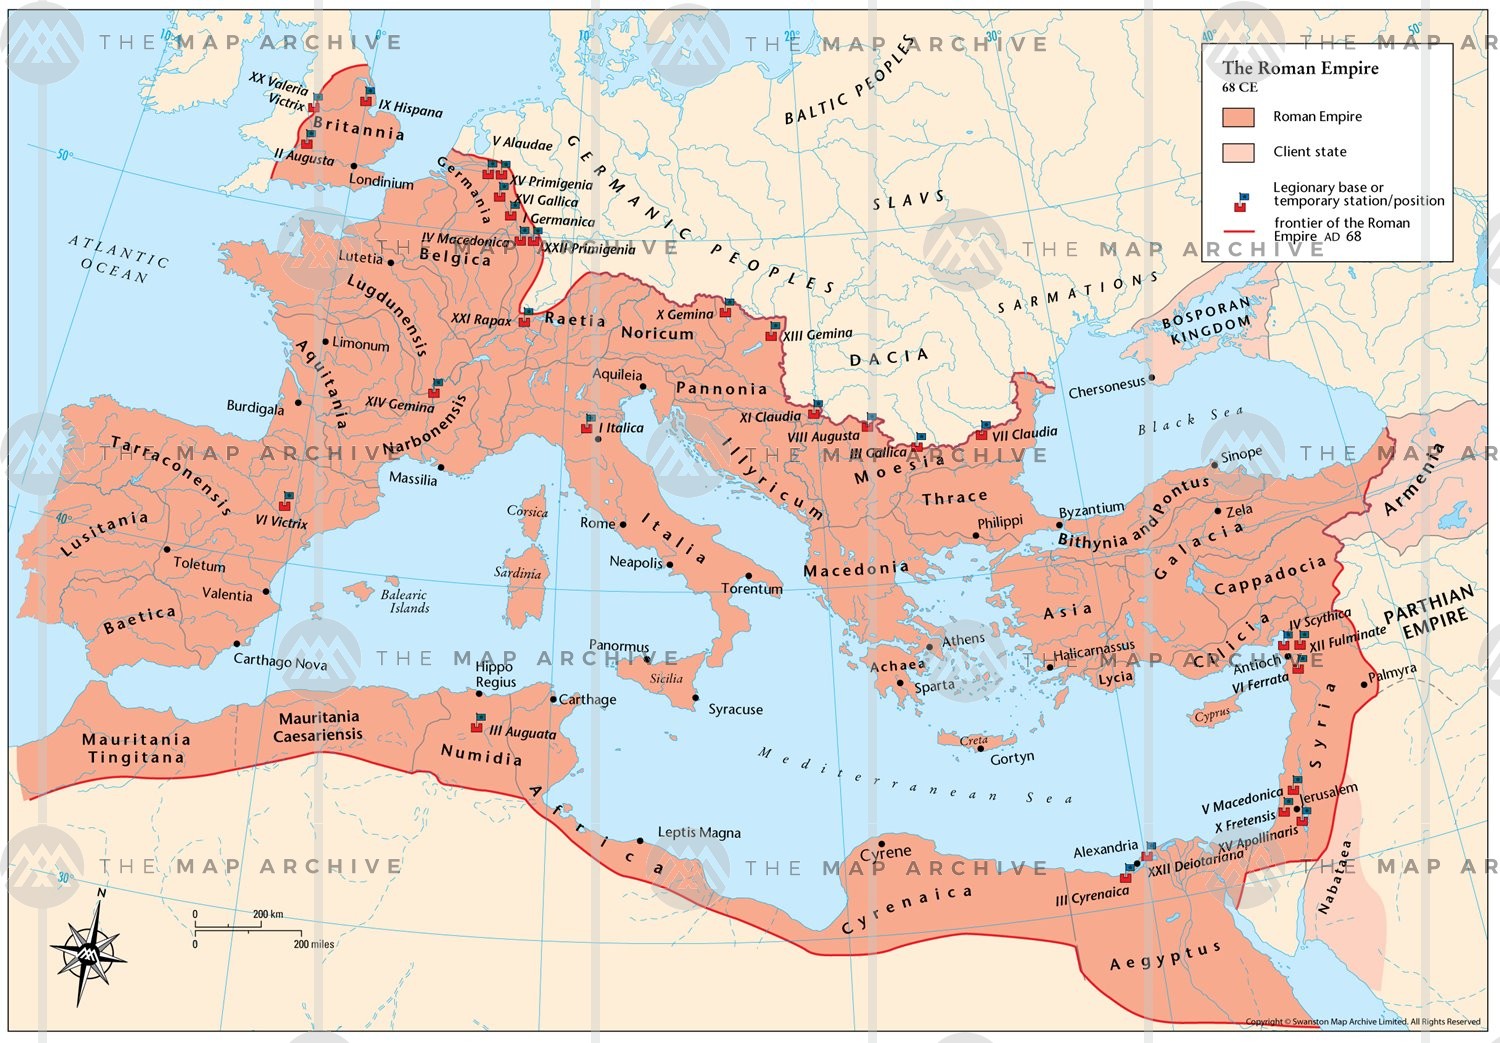 The Roman Empire
68 CE
Roman Empire
Client state
Legionary base or
temporary station/position
frontier of the Roman
Empire AD 68
THE MAP ARCHIVE
THE MAP ARCHIVE
THE MAP AR
10°
0°
10°
20°
30°
40°
50°
50°
40°
30°
ATLANTIC
OCEAN
XX Valeria
Victrix
IX Hispana
Britannia
II Augusta
Londinium
BALTIC PEOPLES
GERMANIC PEOPLES
SLAVS
SARMATIONS
V Alaudae
XV Primigenia
XVI Gallica
I Germanica
Germania
IV Macedonica
XXII Primigenia
THE MAP ARCHIVE
THE MAP ARCHIVE
Belgica
Lutetia
Lugdunensis
XXI Rapax
Raetia
Noricum
X Gemina
XIII Gemina
DACIA
BOSPORAN
KINGDOM
Chersonesus
Black Sea
Limonum
Aquitania
Burdigala
XIV Gemina
Narbonensis
Massilia
Aquileia
Pannonia
I Italica
XI Claudia
VIII Augusta
III Gallica
VII Claudia
Moesia
Thrace
Illyricum
THE MAP ARCHIVE
THE MAP ARCHIVE
THE MAP AR
Sinope
Armenia
Tarraconensis
VI Victrix
Lusitania
Toletum
Valentia
Baetica
Carthago Nova
Balearic
Islands
Corsica
Sardinia
Rome
Italia
Neapolis
Torentum
Macedonia
Philippi
Byzantium
Bithynia and Pontus
Zela
Galacia
Cappadocia
Asia
PARTHIAN
EMPIRE
IV Scythica
XII Fulminate
Cilicia
Antioch
VI Ferrata
Palmyra
Halicarnassus
Lycia
Athens
Achaea
Sparta
Panormus
Sicilia
Syracuse
THE MAP ARCHIVE
THE MAP ARCHIVE
Hippo
Regius
Carthage
III Auguata
Numidia
Mauritania
Caesariensis
Mauritania
Tingitana
Cyprus
Creta
Gortyn
Syria
Mediterranean Sea
V Macedonica
Jerusalem
X Fretensis
XV Apollinaris
Africa
Leptis Magna
Cyrene
Cyrenaica
Alexandria
XXII Deiotariana
III Cyrenaica
Aegyptus
Nabataea
THE MAP ARCHIVE
THE MAP ARCHIVE
THE MAP AR
N
0
200 km
0
200 miles
Copyright © Swanston Map Archive Limited. All Rights Reserved